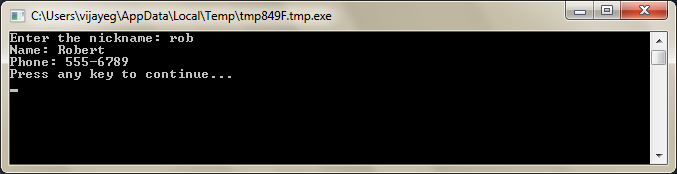 C:\Users\vijayeg\AppData\Local\Temp\tmp849F.tmp.exe
Enter the nickname: rob
Name: Robert
Phone: 555-6789
Press any key to continue...